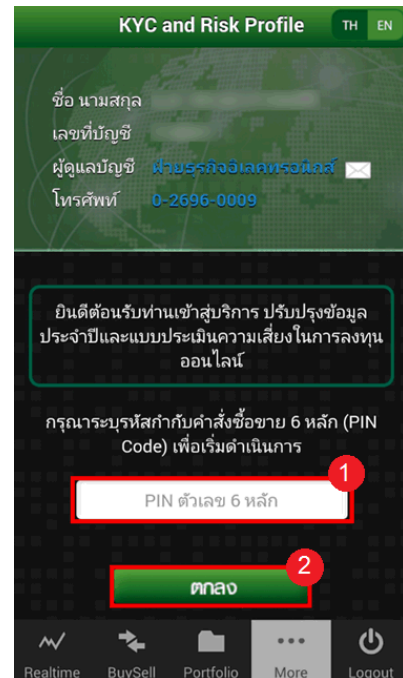 KYC and Risk Profile TH EN
ชื่อ นามสกุล
เลขที่บัญชี
ผู้ดูแลบัญชี ฝ่ายธุรกิจอิเลคทรอนิกส์
โทรศัพท์ 0-2696-0009
ยินดีต้อนรับท่านเข้าสู่บริการ ปรับปรุงข้อมูล
ประจำปีและแบบประเมินความเสี่ยงในการลงทุน
ออนไลน์
กรุณาระบุรหัสกำกับคำสั่งซื้อขาย 6 หลัก (PIN
Code) เพื่อเริ่มดำเนินการ
1
PIN ตัวเลข 6 หลัก
2
ตกลง
Realtime BuySell Portfolio More Logout